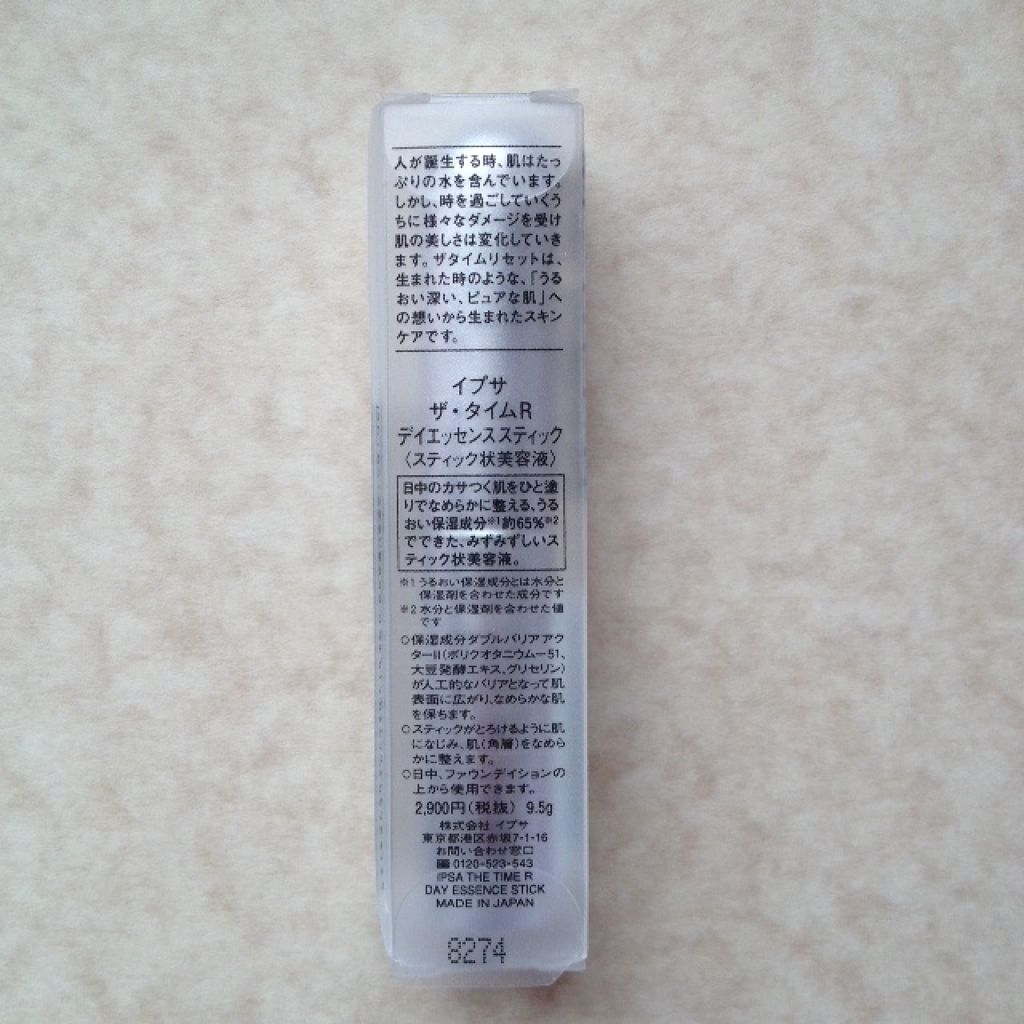 人が誕生する時、肌はたっ
ぷりの水を含んでいます。
しかし、時を過ごしていくう
ちに様々なダメージを受け
肌の美しさは変化していき
ます。ザタイムリセットは、
生まれた時のような、「うる
おい深い、ピュアな肌」へ
の想いから生まれたスキン
ケアです。
イプサ
ザ・タイムR
デイエッセンススティック
〈スティック状美容液〉
日中のカサつく肌をひと塗
りでなめらかに整える、うる
おい保湿成分※1約65%※2
でできた、みずみずしいス
ティック状美容液。
※1 うるおい保湿成分とは水分と
保湿剤を合わせた成分です
※2 水分と保湿剤を合わせた値
です
○保湿成分ダブルバリアアク
ターII(ポリクオタニウムー51、
大豆発酵エキス、グリセリン)
が人工的なバリアとなって肌
表面に広がり、なめらかな肌
を保ちます。
○スティックがとろけるように肌
になじみ、肌(角層)をなめら
かに整えます。
○日中、ファウンデイションの
上から使用できます。
2,900円(税抜) 9.5g
株式会社 イプサ
東京都港区赤坂7-1-16
お問い合わせ窓口
0120-523-543
IPSA THE TIME R
DAY ESSENCE STICK
MADE IN JAPAN
8274